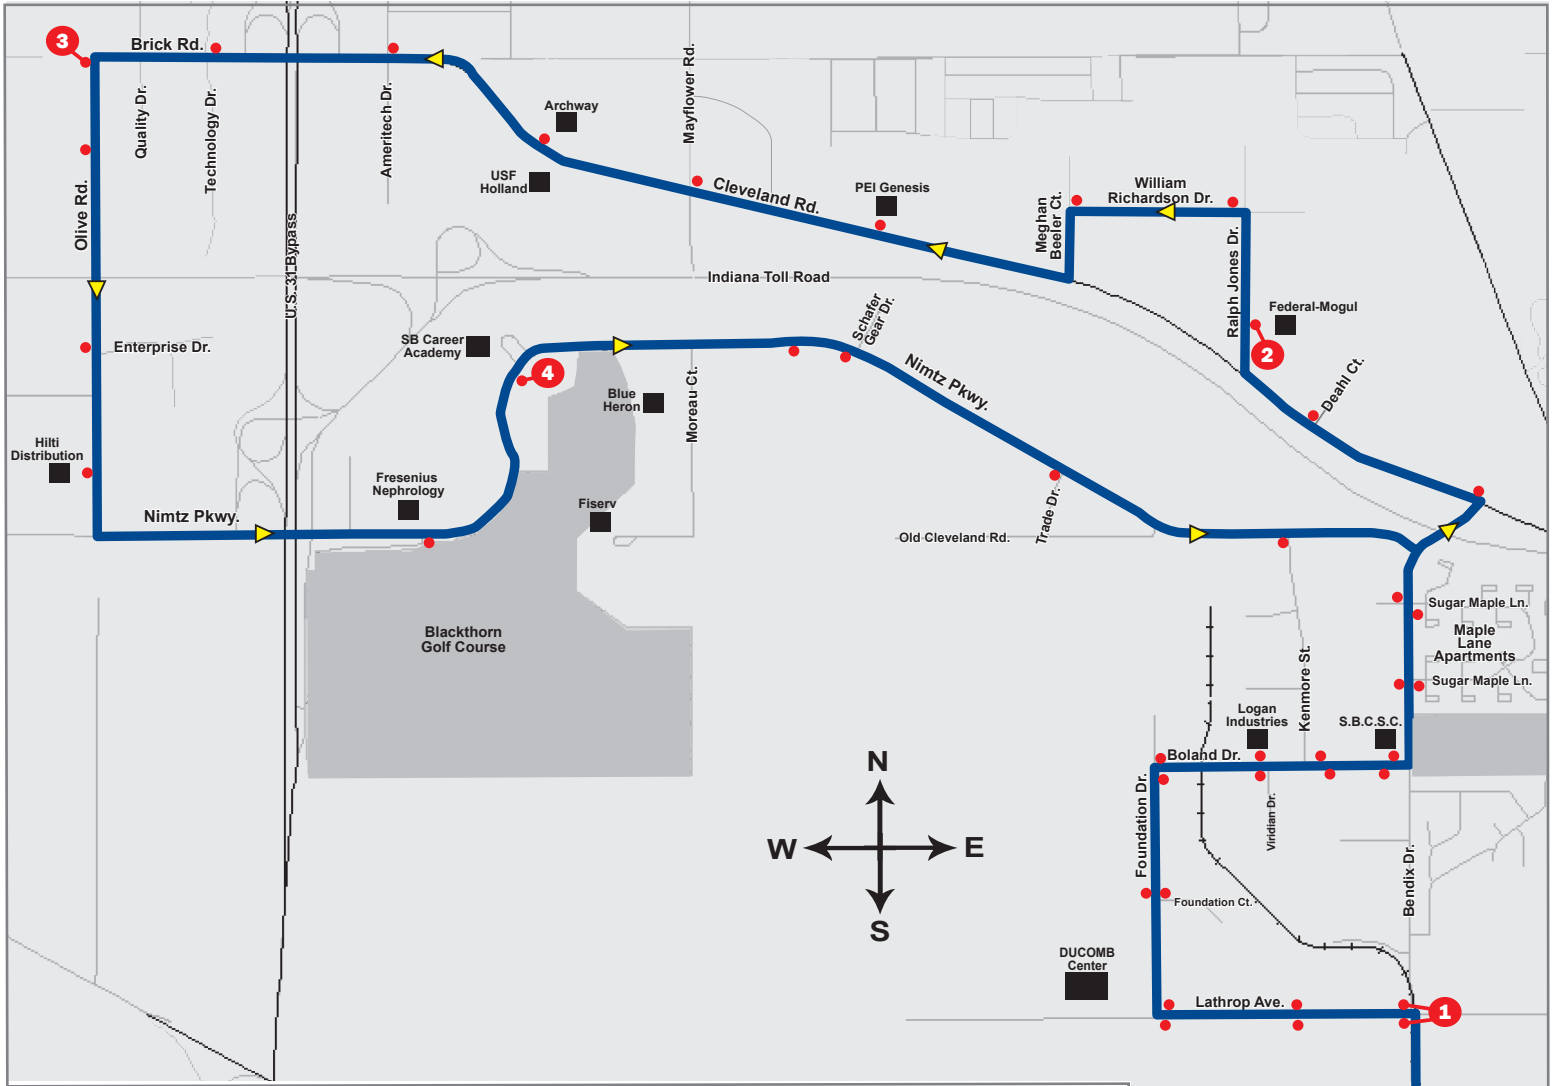 3
Brick Rd.
Quality Dr.
Technology Dr.
Ameritech Dr.
Archway
USF
Holland
Mayflower Rd.
Cleveland Rd.
PEI Genesis
Meghan
Beeler Ct.
William
Richardson Dr.
Ralph Jones Dr.
Federal-Mogul
2
Deahl Ct.
Olive Rd.
U.S. 31 Bypass
Indiana Toll Road
Enterprise Dr.
SB Career
Academy
4
Schafer
Gear Dr.
Nimtz Pkwy.
Blue
Heron
Moreau Ct.
Hilti
Distribution
Nimtz Pkwy.
Fresenius
Nephrology
Fiserv
Trade Dr.
Old Cleveland Rd.
Blackthorn
Golf Course
Sugar Maple Ln.
Maple
Lane
Apartments
Sugar Maple Ln.
Kenmore St.
Logan
Industries
S.B.C.S.C.
Boland Dr.
Viridian Dr.
Foundation Dr.
Foundation Ct.
Bendix Dr.
N
W
E
S
DUCOMB
Center
Lathrop Ave.
1